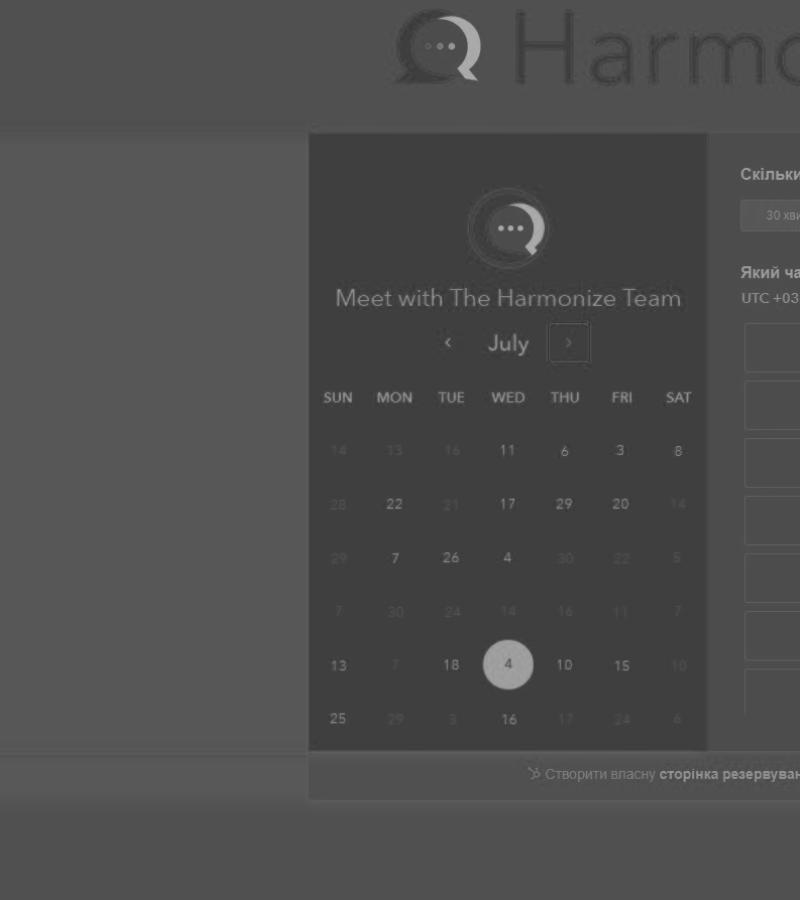 Harmo
Meet with The Harmonize Team
July
SUN MON TUE WED THU FRI SAT
14 13 16 11 6 3 8
28 22 21 17 29 20 14
29 7 26 4 30 22 5
7 30 24 14 16 11 7
13 7 18 4 10 15 10
25 29 3 16 17 24 6
Скільки
30 хви
Який ча
UTC +03
Створити власну сторінка резервуван